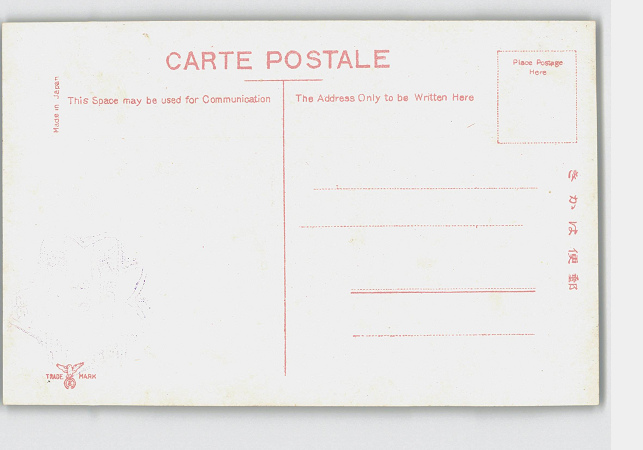 CARTE POSTALE
Made in Japan
This Space may be used for Communication
The Address Only to be Written Here
Place Postage
Here
きかは便郵
TRADE MARK